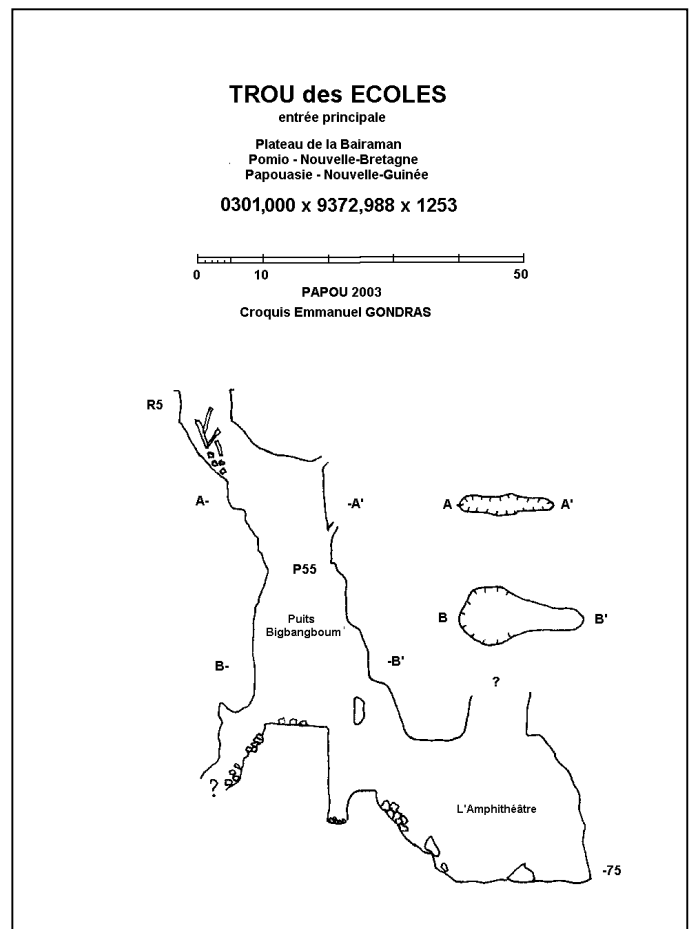 TROU des ECOLES
entrée principale
Plateau de la Bairaman
Pomio - Nouvelle-Bretagne
Papouasie - Nouvelle-Guinée
0301,000 x 9372,988 x 1253
0 10 50
PAPOU 2003
Croquis Emmanuel GONDRAS
R5
A- -A' A A'
P55
Puits
Bigbangboum
B B'
B- -B'
?
?
L'Amphithéâtre
-75